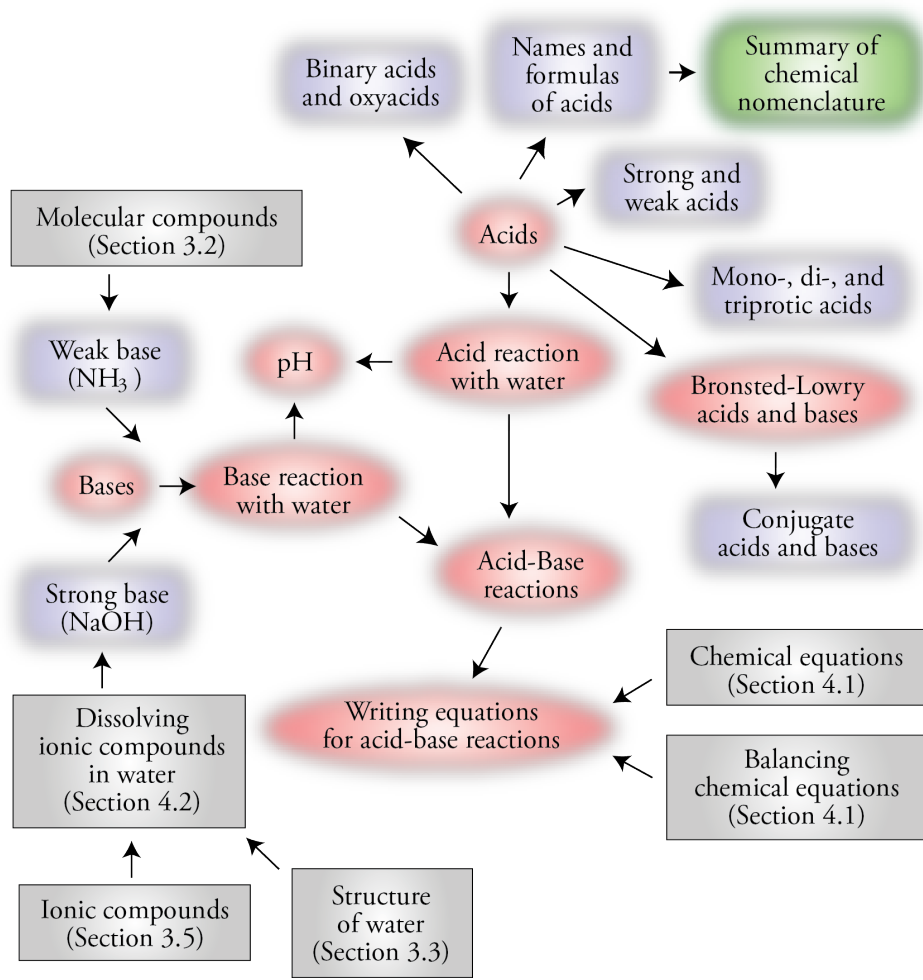 Binary acids
and oxyacids
Names and
formulas
of acids
Summary of
chemical
nomenclature
Strong and
weak acids
Molecular compounds
(Section 3.2)
Acids
Mono-, di-, and
triprotic acids
Weak base
(NH₃ )
pH
Acid reaction
with water
Bronsted-Lowry
acids and bases
Bases
Base reaction
with water
Conjugate
acids and bases
Strong base
(NaOH)
Acid-Base
reactions
Chemical equations
(Section 4.1)
Dissolving
ionic compounds
in water
(Section 4.2)
Writing equations
for acid-base reactions
Balancing
chemical equations
(Section 4.1)
Ionic compounds
(Section 3.5)
Structure
of water
(Section 3.3)